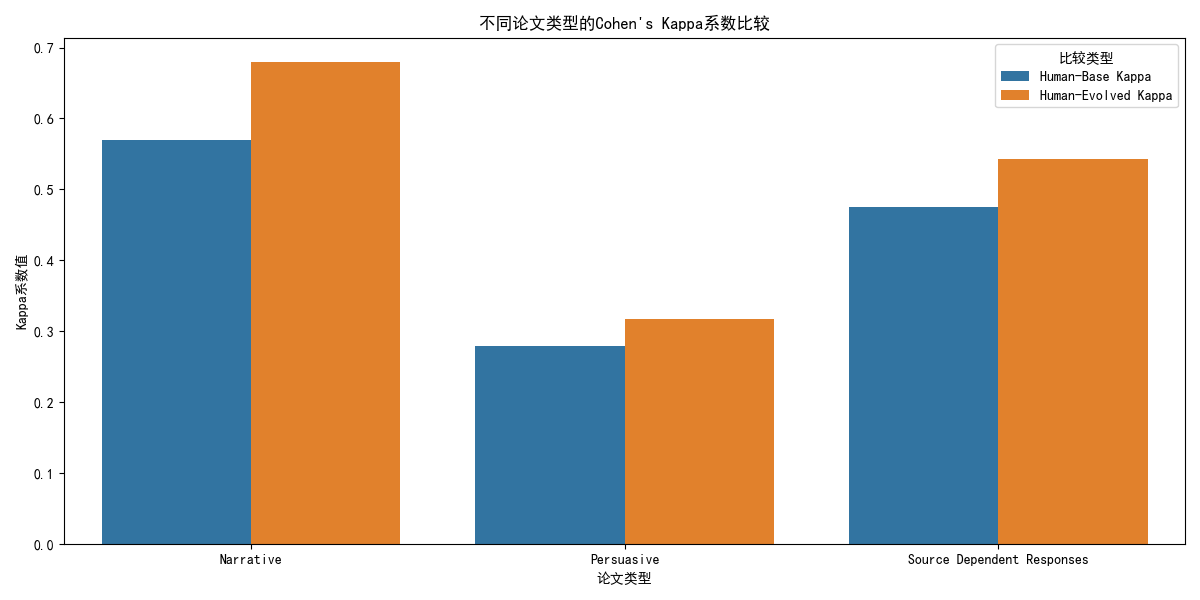 不同论文类型的Cohen's Kappa系数比较
比较类型
Human-Base Kappa
Human-Evolved Kappa
Kappa系数值
0.7
0.6
0.5
0.4
0.3
0.2
0.1
0.0
Narrative
Persuasive
Source Dependent Responses
论文类型